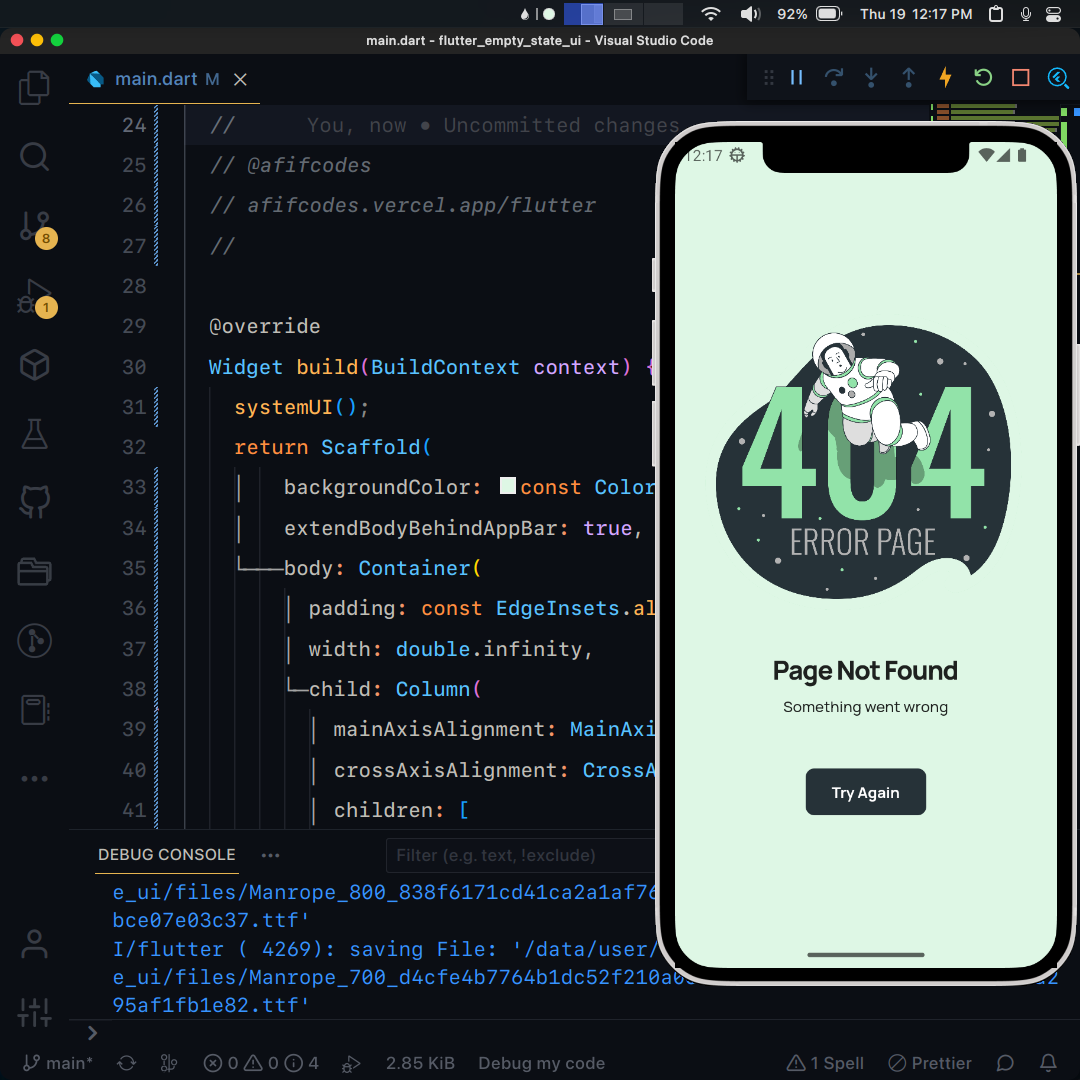 92%
Thu 19 12:17 PM
main.dart - flutter_empty_state_ui - Visual Studio Code
main.dart M
24 // You, now • Uncommitted changes
25 // @afifcodes
26 // afifcodes.vercel.app/flutter
27 //
28
29 @override
30 Widget build(BuildContext context) {
31 systemUI();
32 return Scaffold(
33 backgroundColor: const Color
34 extendBodyBehindAppBar: true,
35 body: Container(
36 padding: const EdgeInsets.al
37 width: double.infinity,
38 child: Column(
39 mainAxisAlignment: MainAxi
40 crossAxisAlignment: CrossA
41 children: [
8
1
DEBUG CONSOLE
Filter (e.g. text, !exclude)
e_ui/files/Manrope_800_838f6171cd41ca2a1af76
bce07e03c37.ttf'
I/flutter ( 4269): saving File: '/data/user/
e_ui/files/Manrope_700_d4cfe4b7764b1dc52f210a0
95af1fb1e82.ttf'
main* 0 0 4 2.85 KiB Debug my code 1 Spell Prettier
12:17
404
ERROR PAGE
Page Not Found
Something went wrong
Try Again